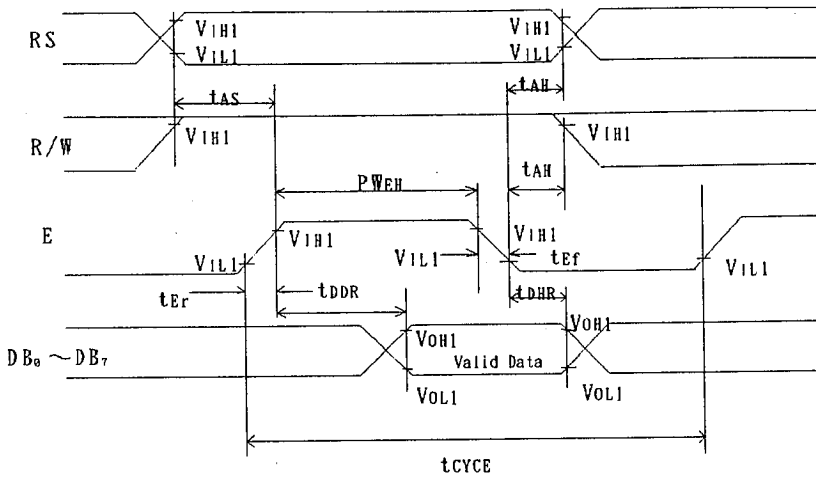 RS VIH1 VIL1 VIH1 VIL1
tAS tAH
R/W VIH1 VIH1
PWEH tAH
E VIH1 VIH1
VIL1 VIL1 tEf VIL1
tEr tDDR tDHR
DB₀～DB₇ VOH1 Valid Data VOH1
VOL1 VOL1
tCYCE